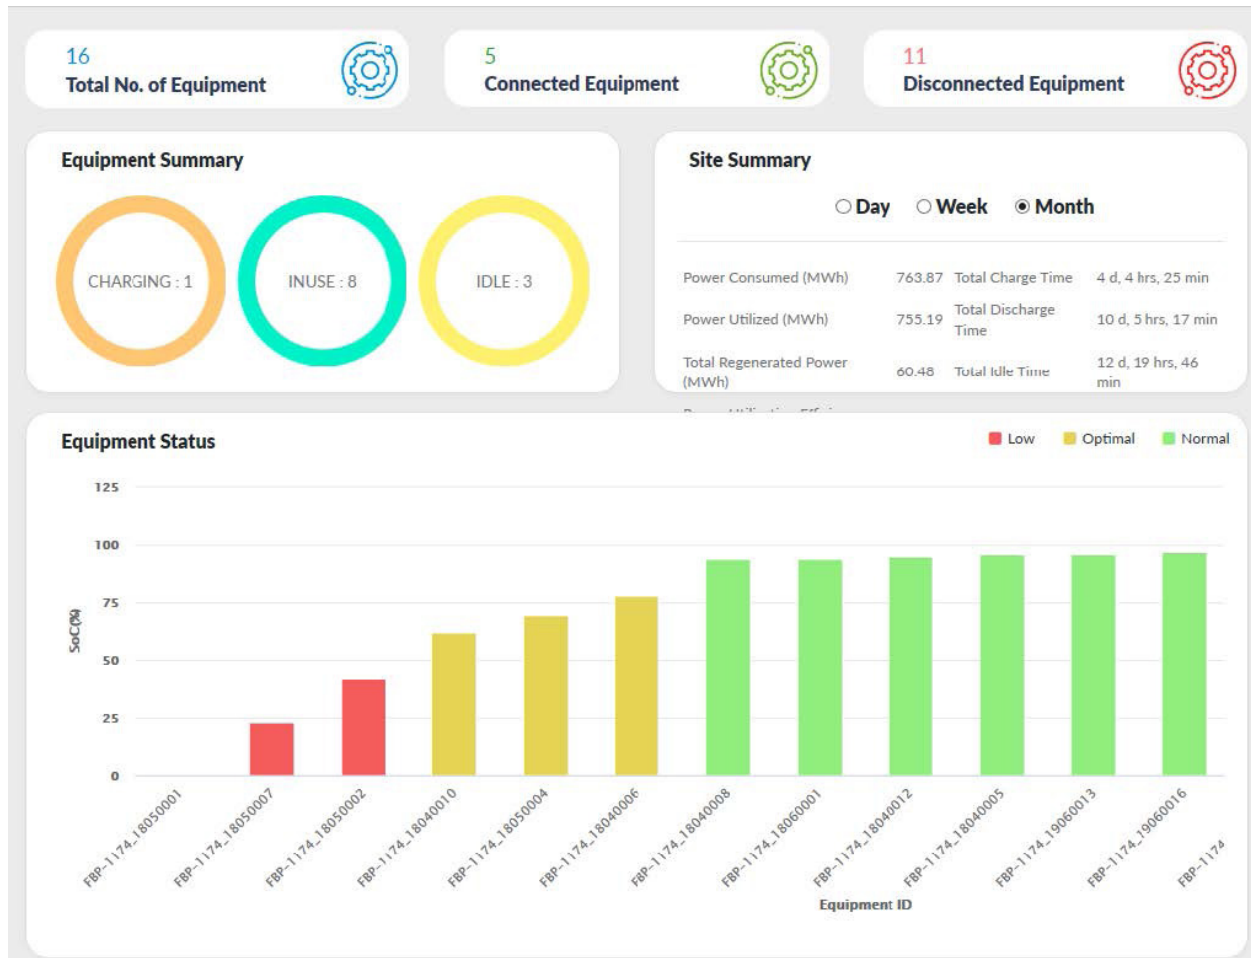 16
Total No. of Equipment
5
Connected Equipment
11
Disconnected Equipment
Equipment Summary
CHARGING : 1
INUSE : 8
IDLE : 3
Site Summary
Day Week Month
Power Consumed (MWh) 763.87 Total Charge Time 4 d, 4 hrs, 25 min
Power Utilized (MWh) 755.19 Total Discharge Time 10 d, 5 hrs, 17 min
Total Regenerated Power (MWh) 60.48 Total Idle Time 12 d, 19 hrs, 46 min
Equipment Status
Low Optimal Normal
125
100
75
50
25
0
SoC(%)
FBP-1174_18050001
FBP-1174_18050007
FBP-1174_18050002
FBP-1174_18040010
FBP-1174_18050004
FBP-1174_18040006
FBP-1174_18040008
FBP-1174_18060001
FBP-1174_18040012
FBP-1174_18040005
FBP-1174_19060013
FBP-1174_19060016
FBP-1174
Equipment ID